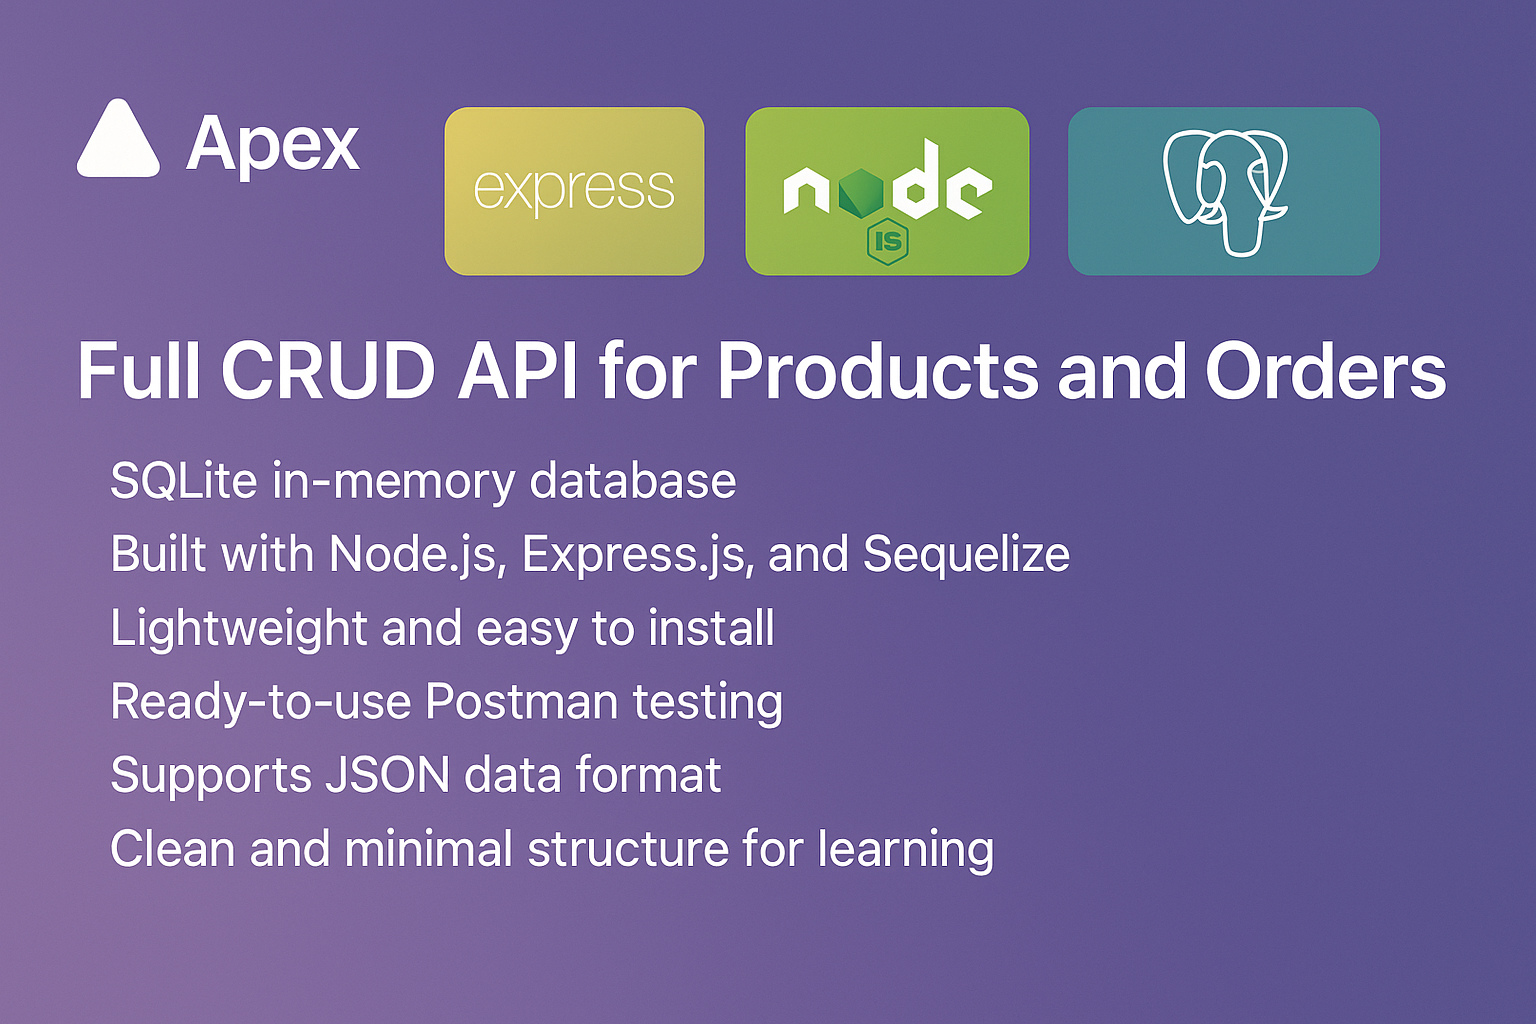 Apex
express
node
JS
Full CRUD API for Products and Orders
SQLite in-memory database
Built with Node.js, Express.js, and Sequelize
Lightweight and easy to install
Ready-to-use Postman testing
Supports JSON data format
Clean and minimal structure for learning